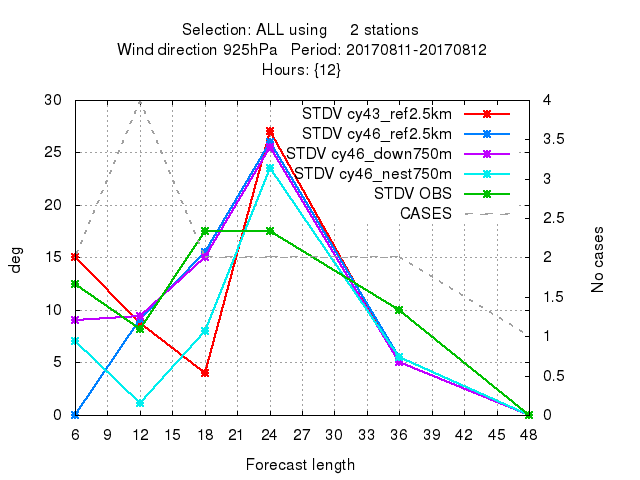 Selection: ALL using 2 stations
Wind direction 925hPa Period: 20170811-20170812
Hours: {12}
30 4
STDV cy43_ref2.5km
STDV cy46_ref2.5km
STDV cy46_down750m
STDV cy46_nest750m
STDV OBS
CASES
25 3.5
20 3
15 2.5
10 2
5 1.5
0 1
0.5
0
deg
No cases
6 12 15 18 21 24 27 30 33 36 39 42 45 48
Forecast length